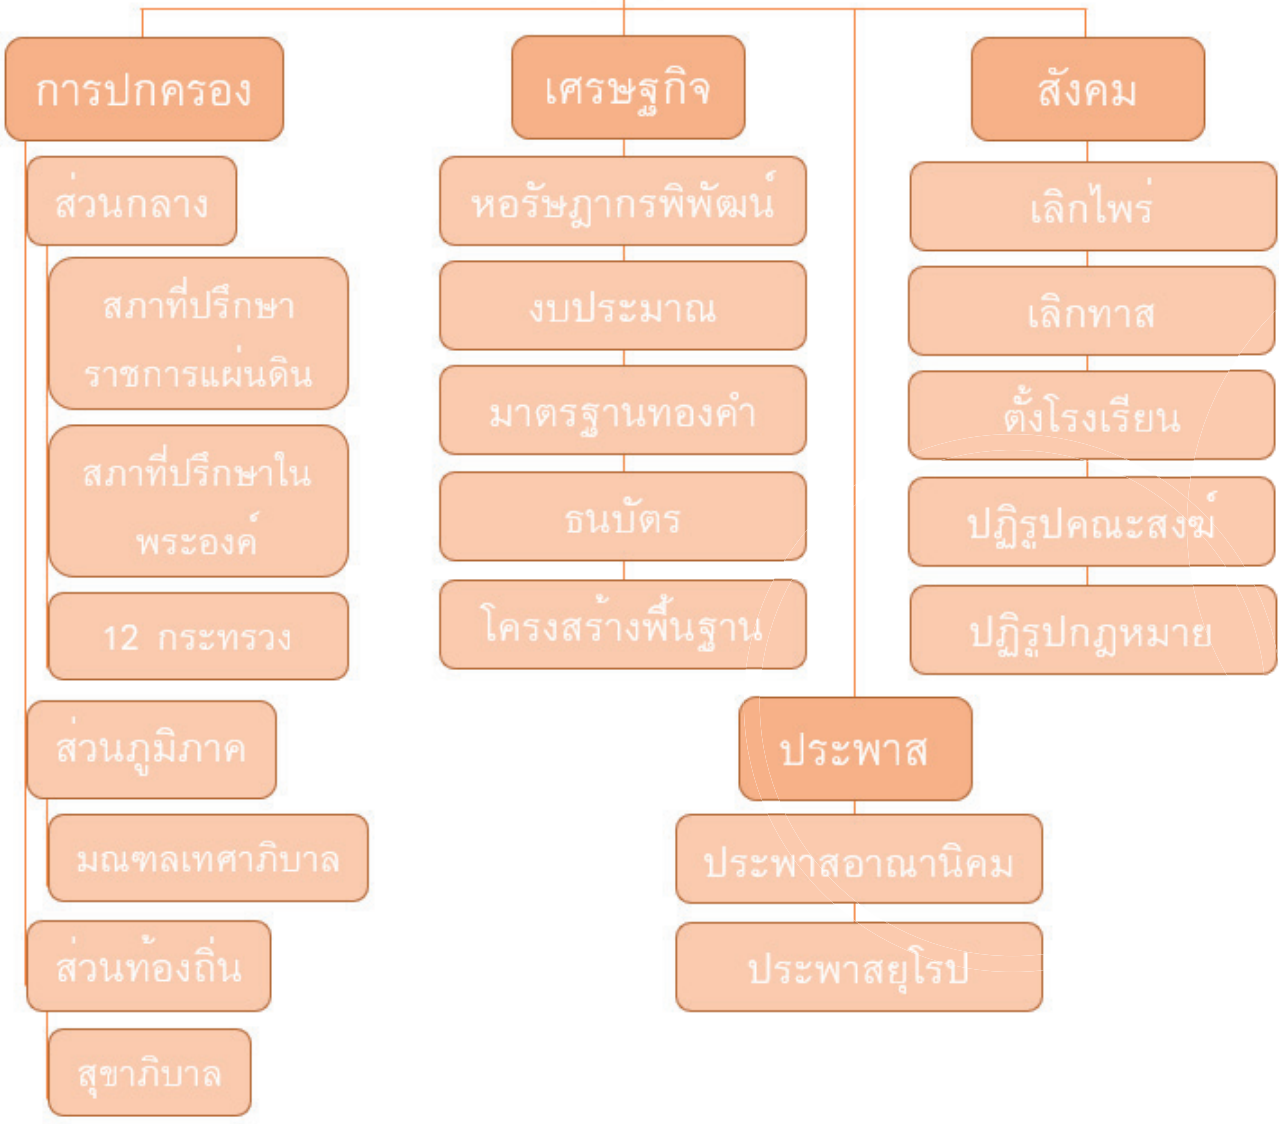 การปกครอง
ส่วนกลาง
สภาที่ปรึกษา
ราชการแผ่นดิน
สภาที่ปรึกษาใน
พระองค์
12 กระทรวง
ส่วนภูมิภาค
มณฑลเทศาภิบาล
ส่วนท้องถิ่น
สุขาภิบาล
เศรษฐกิจ
หอรัษฎากรพิพัฒน์
งบประมาณ
มาตรฐานทองคำ
ธนบัตร
โครงสร้างพื้นฐาน
ประพาส
ประพาสอาณานิคม
ประพาสยุโรป
สังคม
เลิกไพร่
เลิกทาส
ตั้งโรงเรียน
ปฏิรูปคณะสงฆ์
ปฏิรูปกฎหมาย